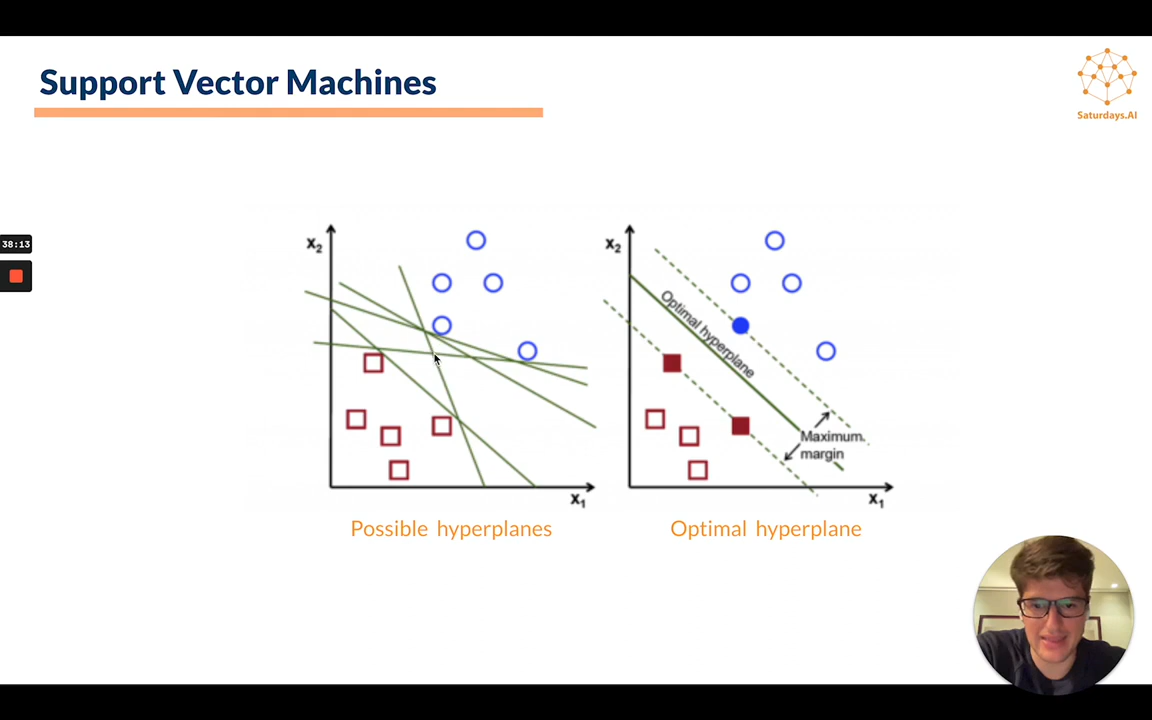 Support Vector Machines
Saturdays.AI
38:13
X₂
X₁
Possible hyperplanes
X₂
Optimal hyperplane
Maximum
margin
X₁
Optimal hyperplane